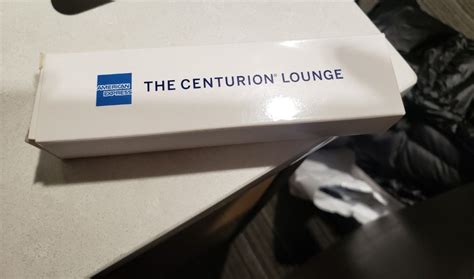 AMERICAN
EXPRESS
THE CENTURION® LOUNGE